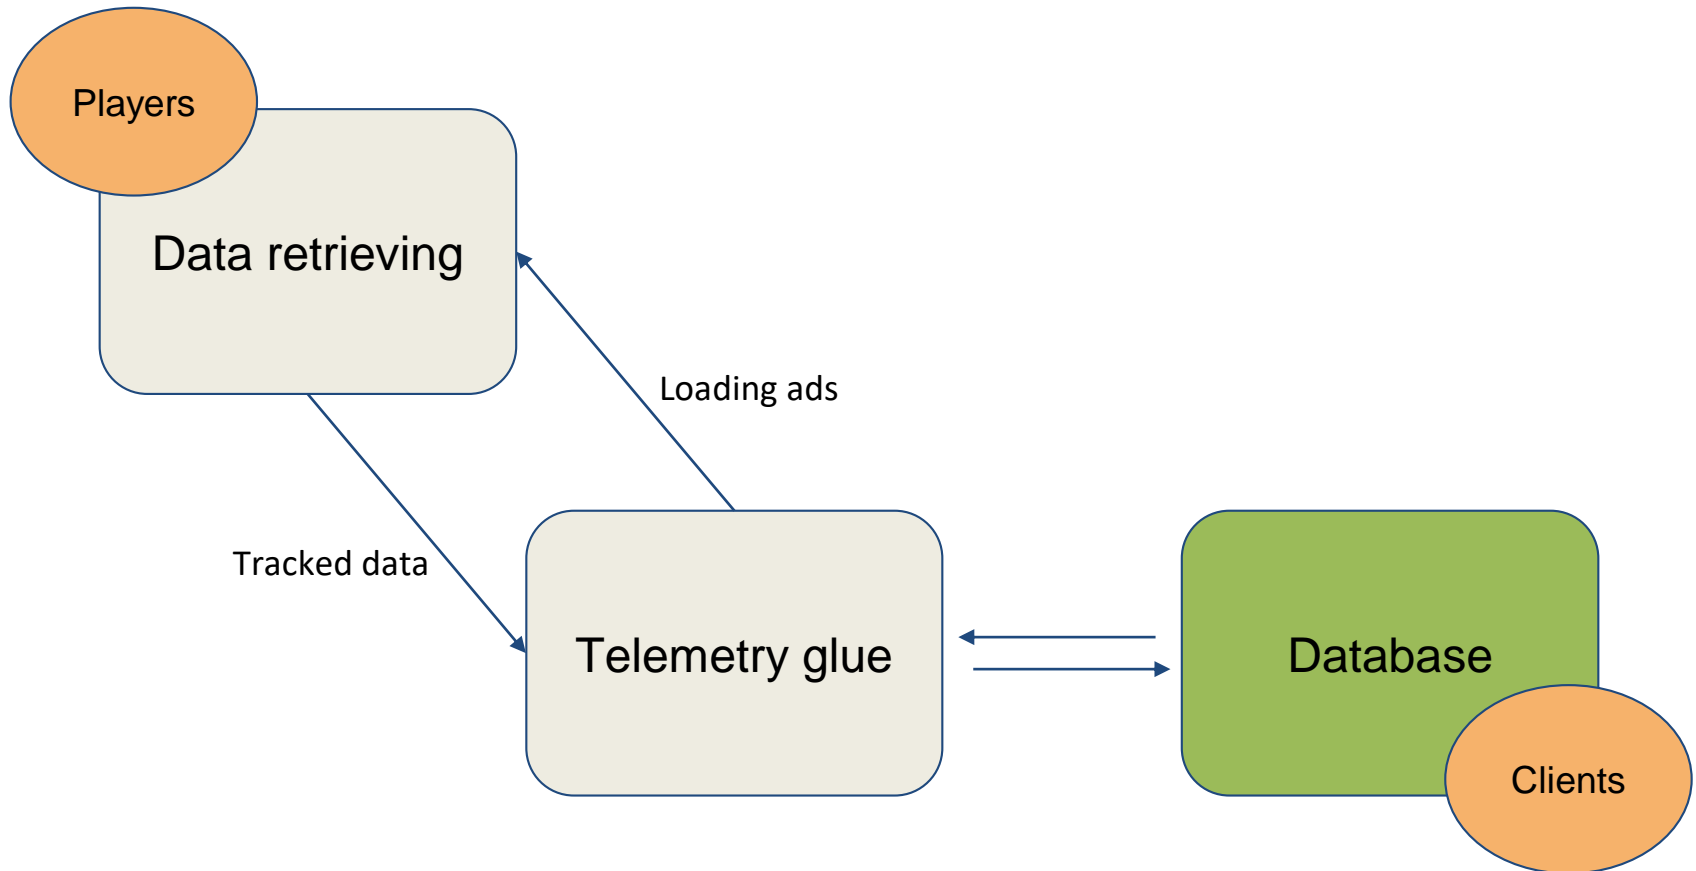 Players
Data retrieving
Loading ads
Tracked data
Telemetry glue
Database
Clients